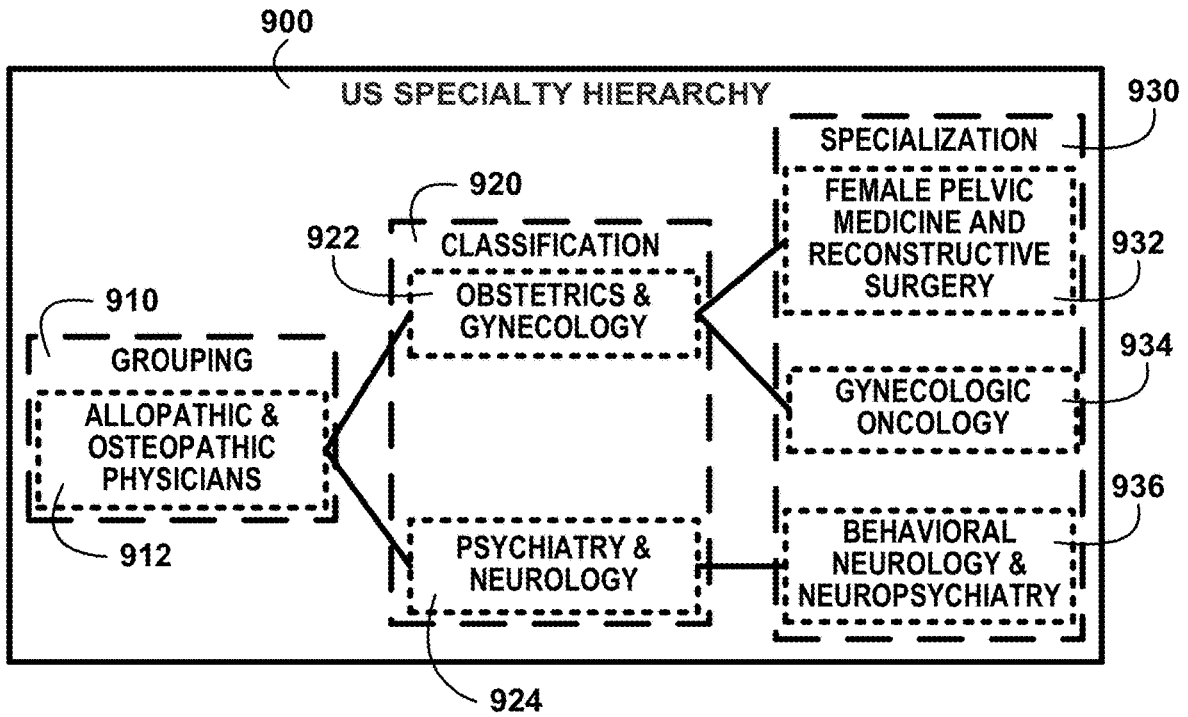 900
US SPECIALTY HIERARCHY
930
SPECIALIZATION
FEMALE PELVIC
MEDICINE AND
RECONSTRUCTIVE
SURGERY
932
920
922
CLASSIFICATION
OBSTETRICS &
GYNECOLOGY
910
GROUPING
ALLOPATHIC &
OSTEOPATHIC
PHYSICIANS
912
934
GYNECOLOGIC
ONCOLOGY
936
PSYCHIATRY &
NEUROLOGY
BEHAVIORAL
NEUROLOGY &
NEUROPSYCHIATRY
924